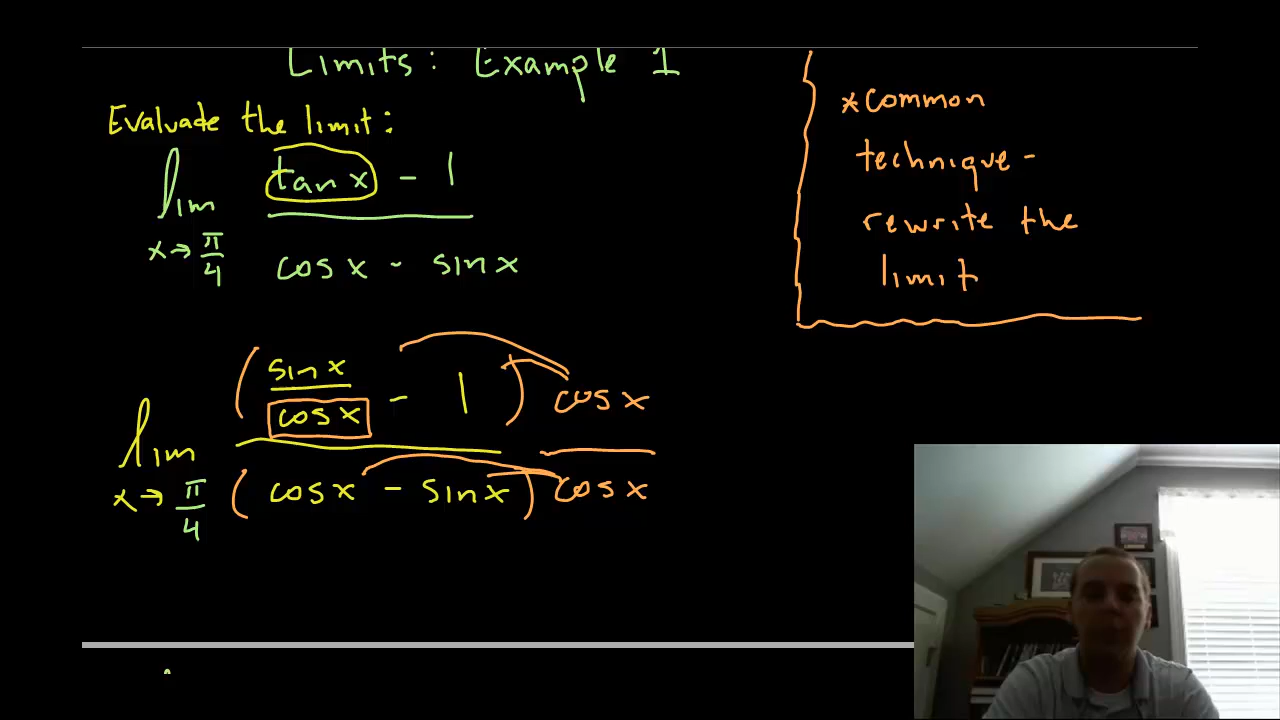 Limits: Example 1
Evaluate the limit:
lim x→π/4 (tan x - 1)/(cos x - sin x)
lim x→π/4 ((sin x/cos x - 1) cos x)/((cos x - sin x) cos x)
*common
technique-
rewrite the
limit